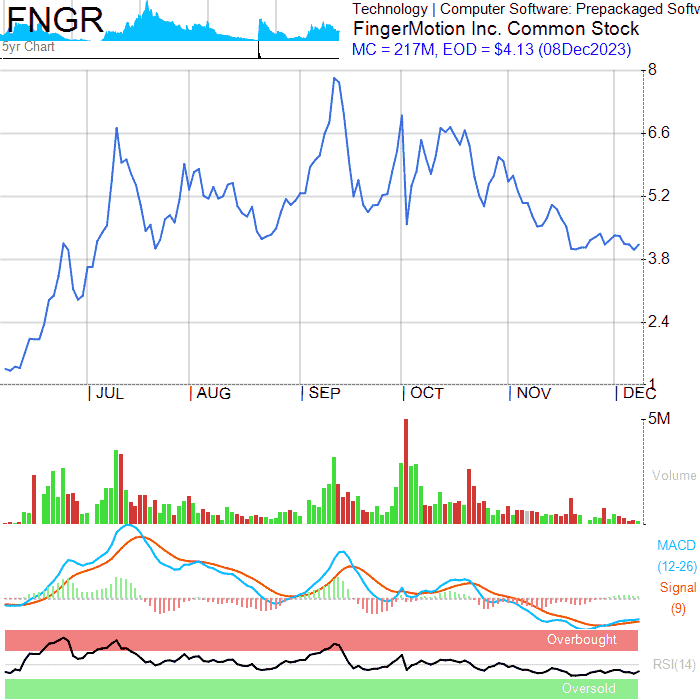 FNGR
5yr Chart
Technology | Computer Software: Prepackaged Softw
FingerMotion Inc. Common Stock
MC = 217M, EOD = $4.13 (08Dec2023)
8
6.6
5.2
3.8
2.4
1
JUL AUG SEP OCT NOV DEC
5M
Volume
MACD
(12-26)
Signal
(9)
Overbought
RSI(14)
Oversold